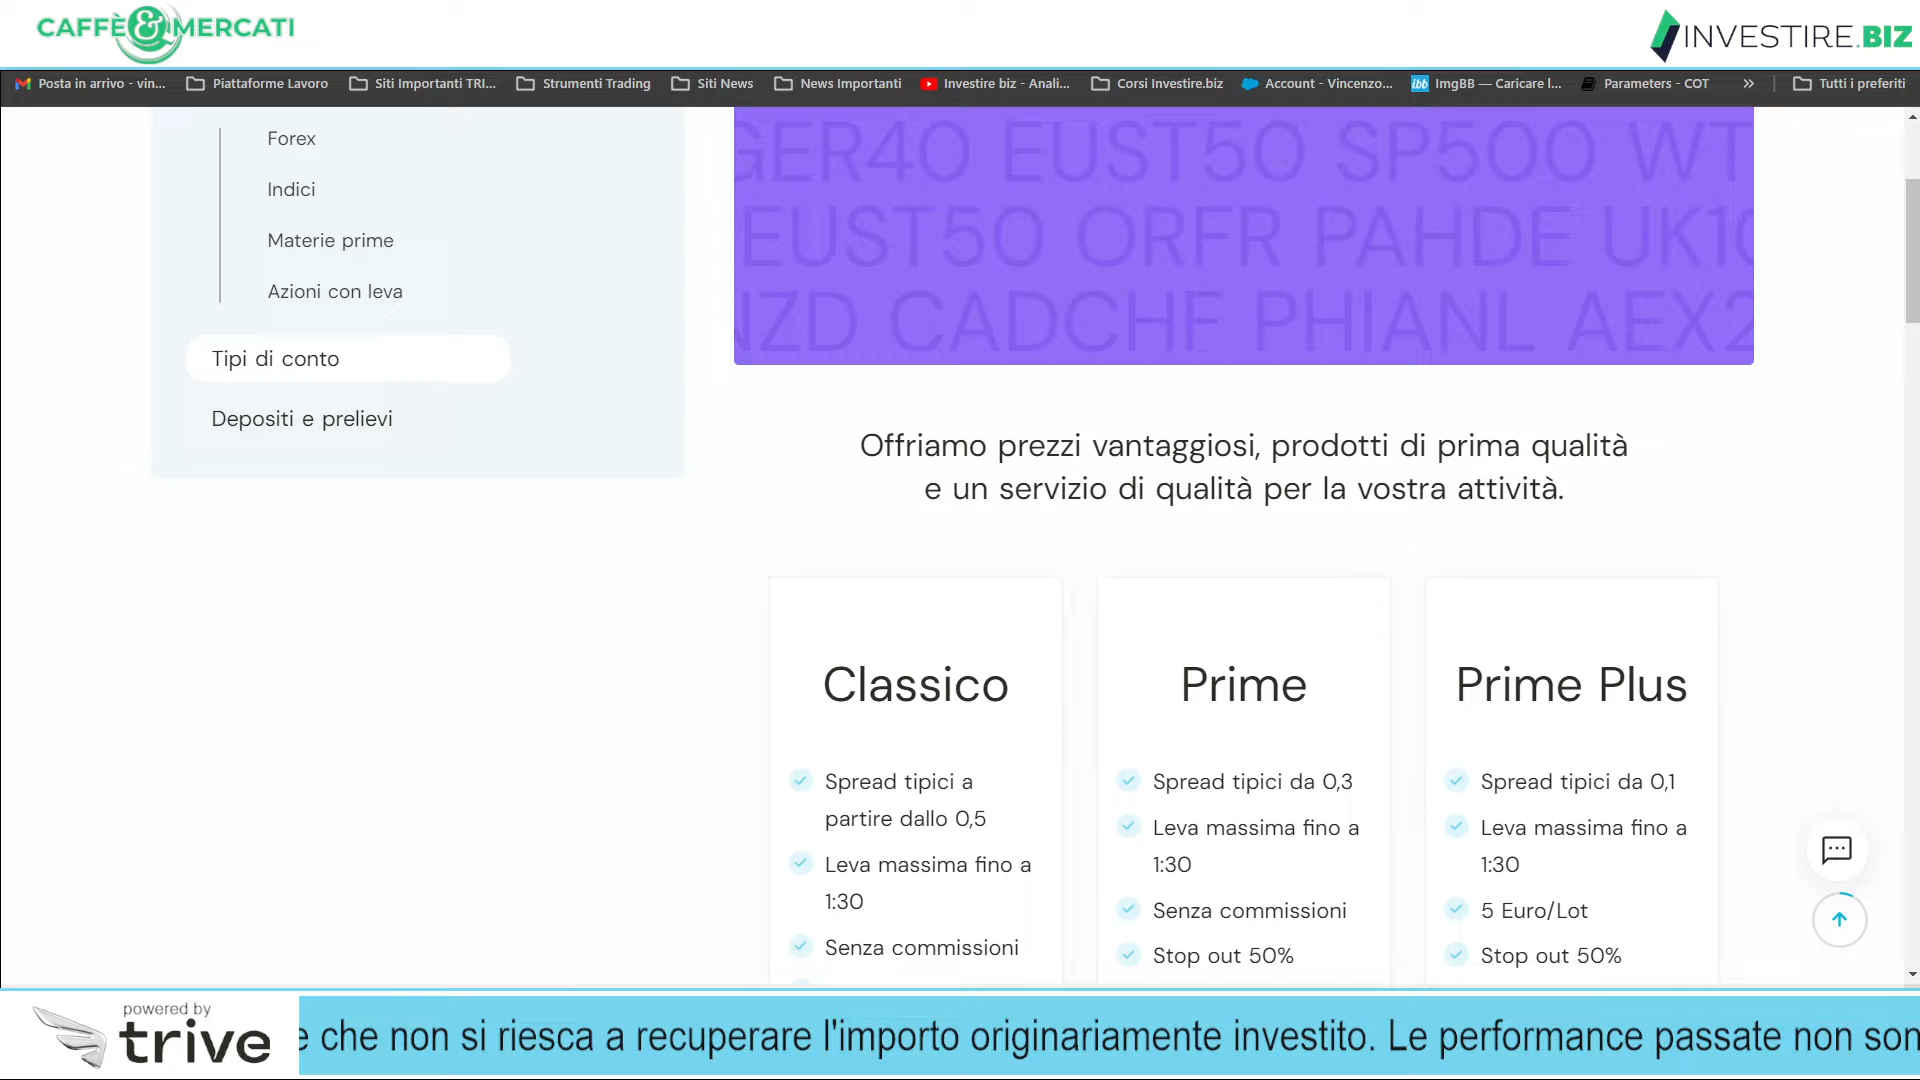 CAFFÈ&MERCATI
INVESTIRE.BIZ
Posta in arrivo - vin...
Piattaforme Lavoro
Siti Importanti TRI...
Strumenti Trading
Siti News
News Importanti
Investire biz - Anali...
Corsi Investire.biz
Account - Vincenzo...
ibb
ImgBB — Caricare l...
Parameters - COT
»
Tutti i preferiti
Forex
Indici
Materie prime
Azioni con leva
Tipi di conto
Depositi e prelievi
GER40 EUST50 SP500 WT
EUST50 ORFR PAHDE UK10
NZD CADCHF PHIANL AEX2
Offriamo prezzi vantaggiosi, prodotti di prima qualità
e un servizio di qualità per la vostra attività.
Classico
Spread tipici a
partire dallo 0,5
Leva massima fino a
1:30
Senza commissioni
Prime
Spread tipici da 0,3
Leva massima fino a
1:30
Senza commissioni
Stop out 50%
Prime Plus
Spread tipici da 0,1
Leva massima fino a
1:30
5 Euro/Lot
Stop out 50%
powered by
trive
e che non si riesca a recuperare l'importo originariamente investito. Le performance passate non son